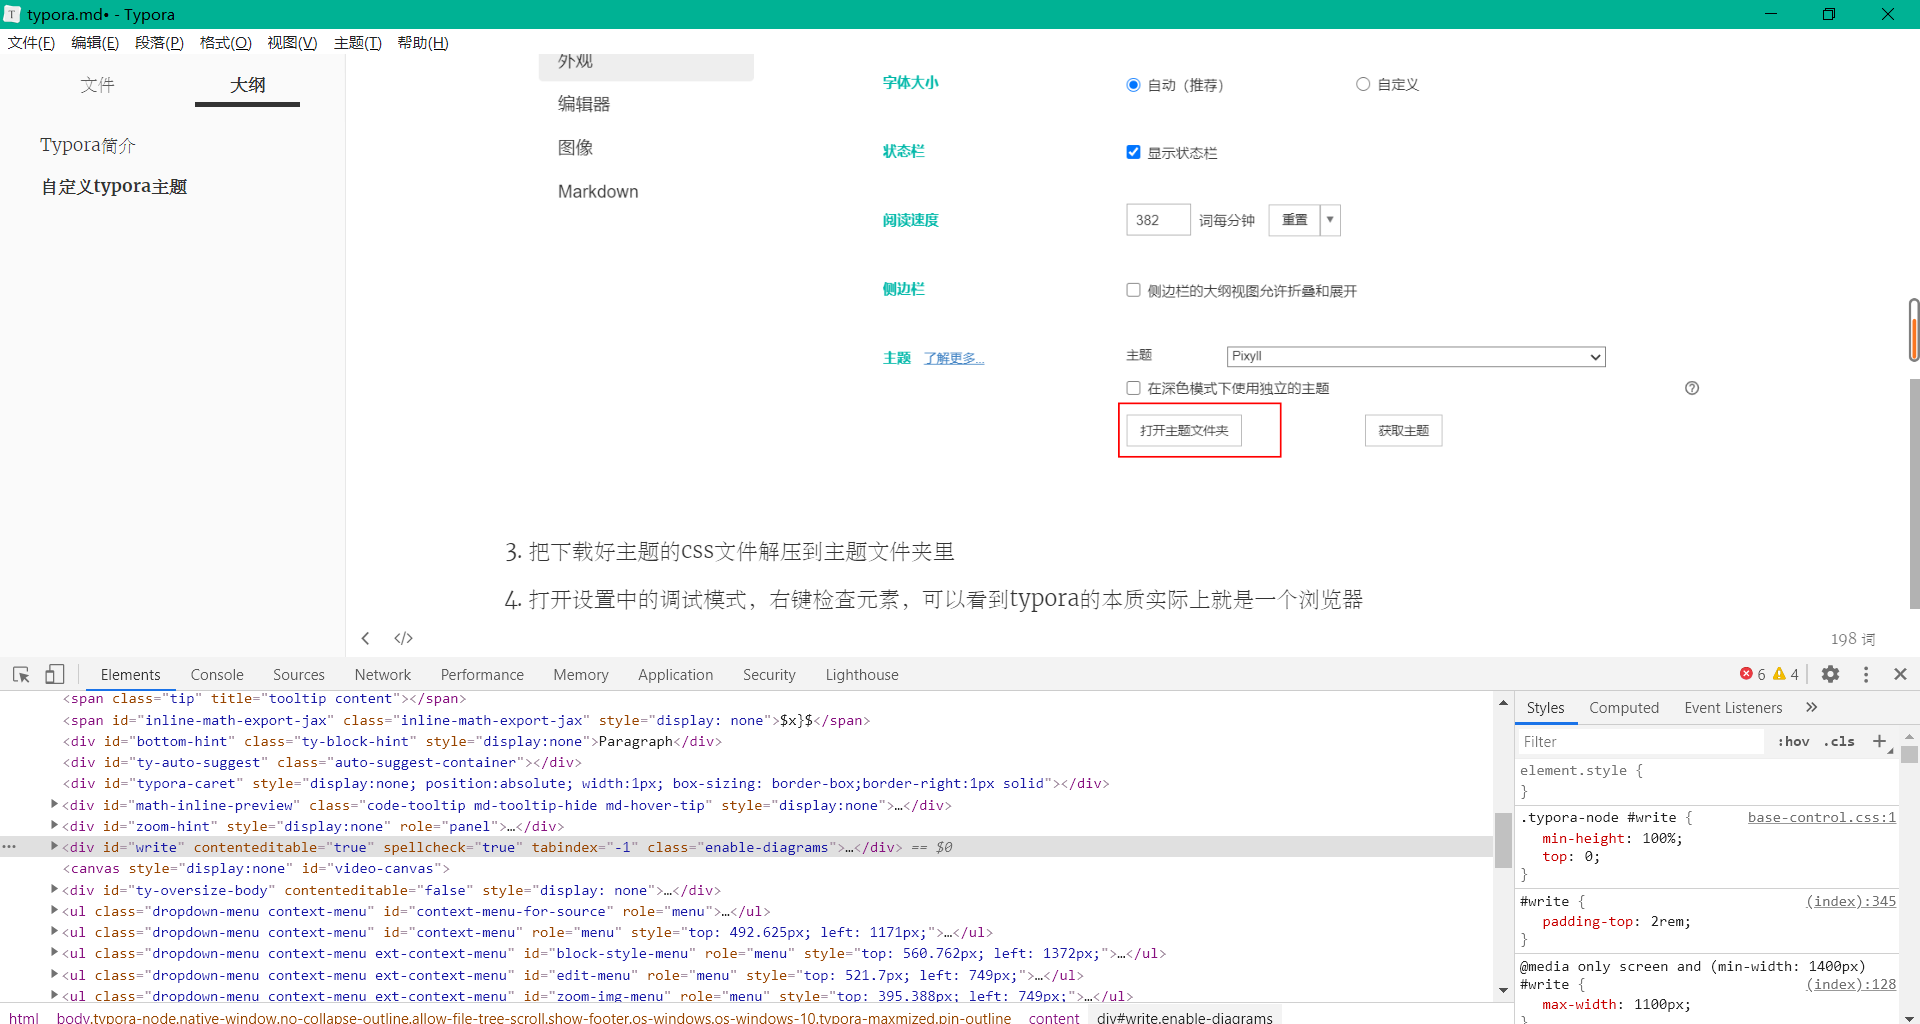 typora.md• - Typora
文件(F) 编辑(E) 段落(P) 格式(O) 视图(V) 主题(T) 帮助(H)
文件 大纲
Typora简介
自定义typora主题
外观
编辑器
图像
Markdown
字体大小 自动（推荐） 自定义
状态栏 显示状态栏
阅读速度 382 词每分钟 重置
侧边栏 侧边栏的大纲视图允许折叠和展开
主题 了解更多... 主题 Pixyll
在深色模式下使用独立的主题
打开主题文件夹 获取主题
3. 把下载好主题的css文件解压到主题文件夹里
4. 打开设置中的调试模式，右键检查元素，可以看到typora的本质实际上就是一个浏览器
198 词
Elements Console Sources Network Performance Memory Application Security Lighthouse 6 4
<span class="tip" title="tooltip content"></span>
<span id="inline-math-export-jax" class="inline-math-export-jax" style="display: none">$x}$</span>
<div id="bottom-hint" class="ty-block-hint" style="display:none">Paragraph</div>
<div id="ty-auto-suggest" class="auto-suggest-container"></div>
<div id="typora-caret" style="display:none; position:absolute; width:1px; box-sizing: border-box;border-right:1px solid"></div>
<div id="math-inline-preview" class="code-tooltip md-tooltip-hide md-hover-tip" style="display:none">…</div>
<div id="zoom-hint" style="display:none" role="panel">…</div>
<div id="write" contenteditable="true" spellcheck="true" tabindex="-1" class="enable-diagrams">…</div> == $0
<canvas style="display:none" id="video-canvas">
<div id="ty-oversize-body" contenteditable="false" style="display: none">…</div>
<ul class="dropdown-menu context-menu" id="context-menu-for-source" role="menu">…</ul>
<ul class="dropdown-menu context-menu" id="context-menu" role="menu" style="top: 492.625px; left: 1171px;">…</ul>
<ul class="dropdown-menu context-menu ext-context-menu" id="block-style-menu" role="menu" style="top: 560.762px; left: 1372px;">…</ul>
<ul class="dropdown-menu context-menu ext-context-menu" id="edit-menu" role="menu" style="top: 521.7px; left: 749px;">…</ul>
<ul class="dropdown-menu context-menu ext-context-menu" id="zoom-img-menu" role="menu" style="top: 395.388px; left: 749px;">…</ul>
html body.typora-node.native-window.no-collapse-outline.allow-file-tree-scroll.show-footer.os-windows.os-windows-10.typora-maxmized.pin-outline content div#write.enable-diagrams
Styles Computed Event Listeners
Filter :hov .cls
element.style {
}
.typora-node #write { base-control.css:1
min-height: 100%;
top: 0;
}
#write { (index):345
padding-top: 2rem;
}
@media only screen and (min-width: 1400px)
#write { (index):128
max-width: 1100px;
}